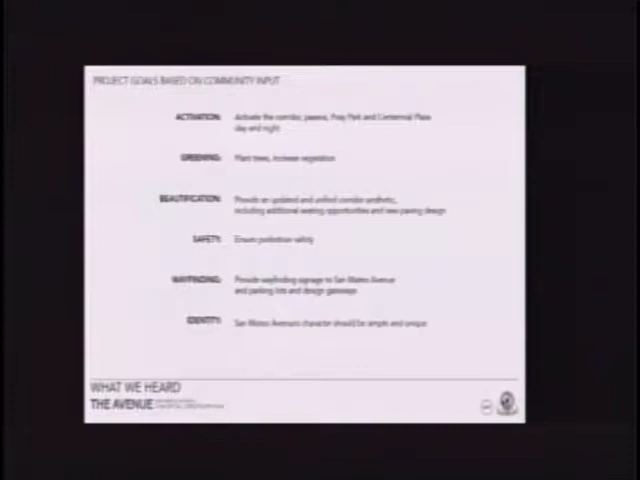 PROJECT GOALS BASED ON COMMUNITY INPUT
ACTIVATION: Activate the corridor, paseos, Posy Park and Centennial Plaza
day and night
GREENING: Plant trees, increase vegetation
BEAUTIFICATION: Provide an updated and unified corridor aesthetic,
including additional seating opportunities and new paving design
SAFETY: Ensure pedestrian safety
WAYFINDING: Provide wayfinding signage to San Mateo Avenue
and parking lots and design gateways
IDENTITY: San Mateo Avenue's character should be simple and unique
WHAT WE HEARD
THE AVENUE